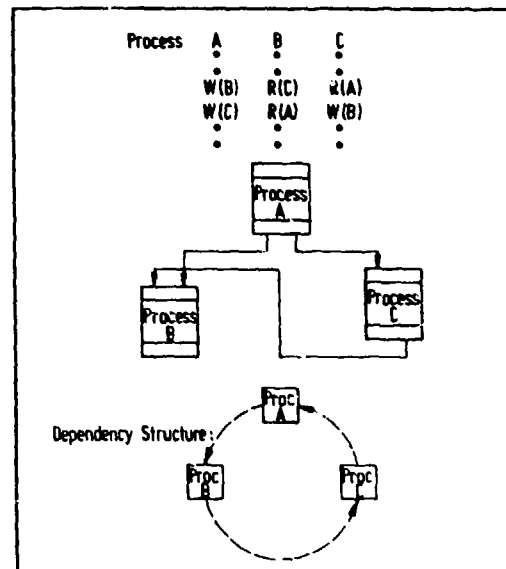 Process A B C
W(B) R(C) R(A)
W(C) R(A) W(B)
Process
A
Process
B
Process
C
Proc
A
Dependency Structure:
Proc
B
Proc